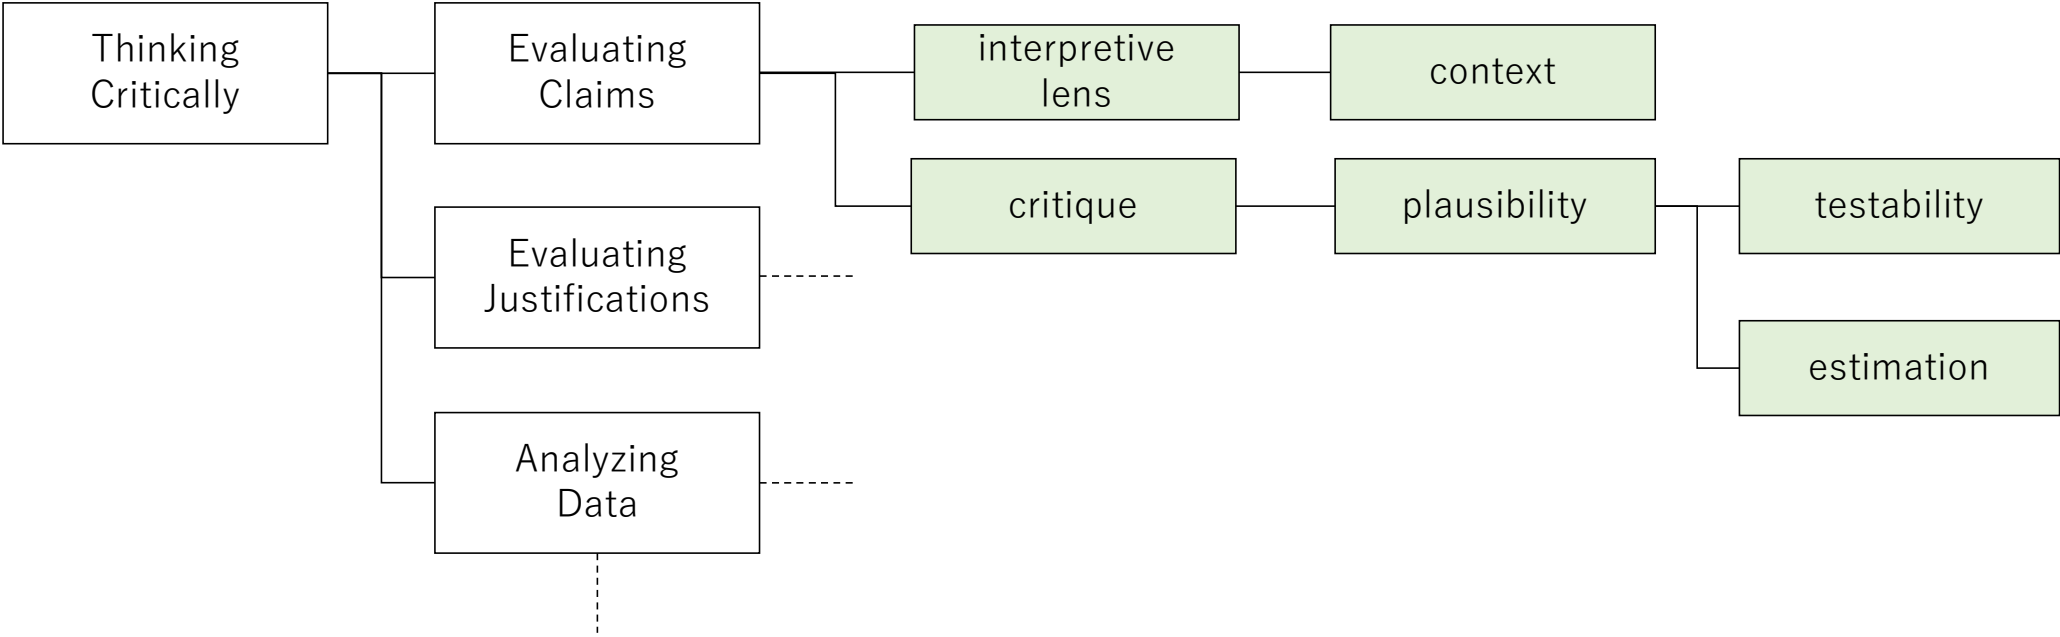 Thinking
Critically
Evaluating
Claims
interpretive
lens
context
critique
plausibility
testability
Evaluating
Justifications
estimation
Analyzing
Data